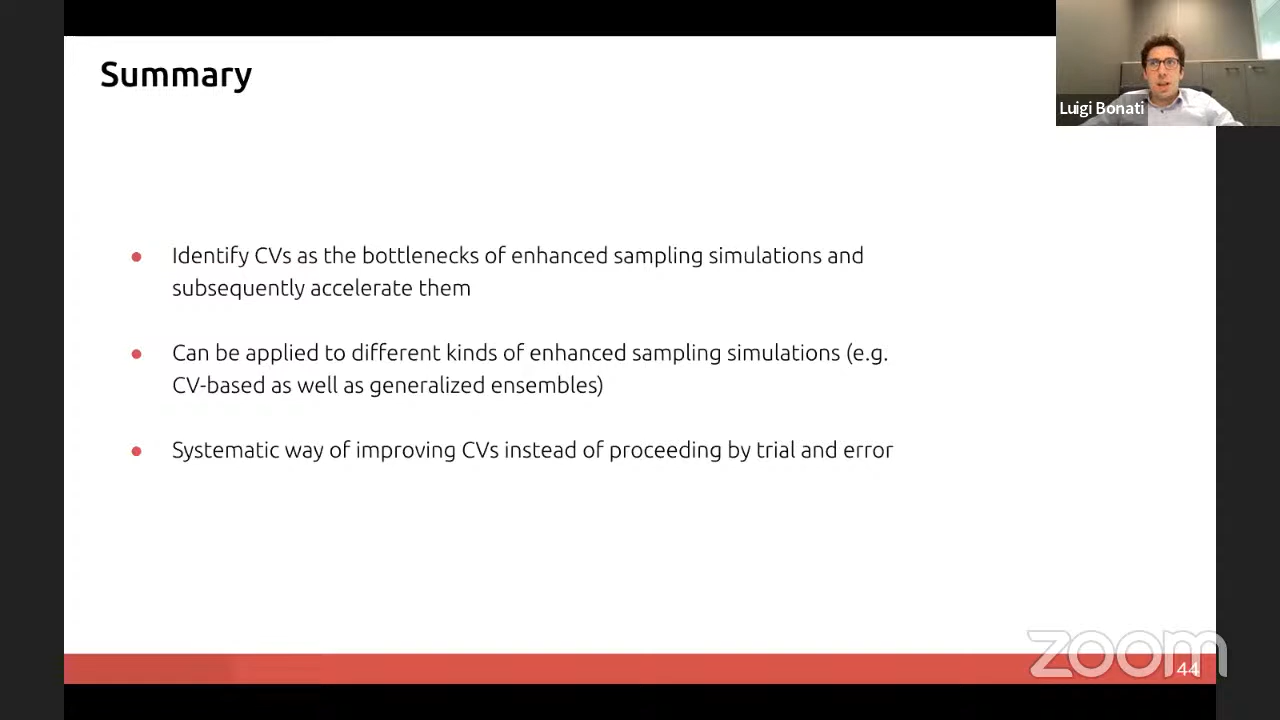 Summary
Luigi Bonati
Identify CVs as the bottlenecks of enhanced sampling simulations and
subsequently accelerate them
Can be applied to different kinds of enhanced sampling simulations (e.g.
CV-based as well as generalized ensembles)
Systematic way of improving CVs instead of proceeding by trial and error
zoom
44